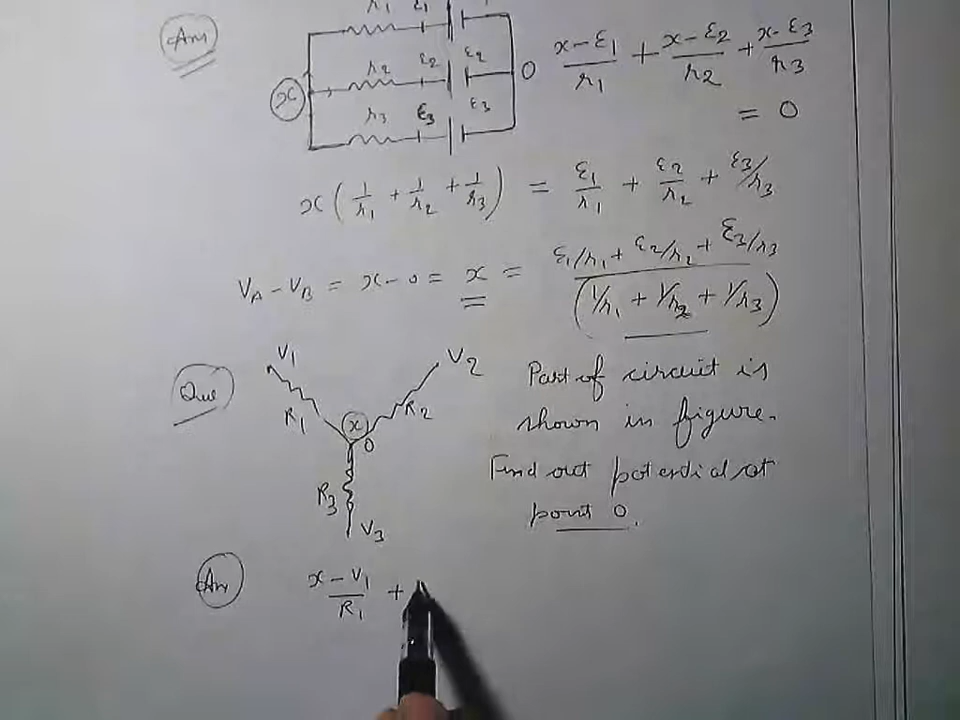 Ans
r1 ε1
x r2 ε2 ε2 0
r3 ε3 ε3
x-ε1/r1 + x-ε2/r2 + x-ε3/r3
= 0
x(1/r1 + 1/r2 + 1/r3) = ε1/r1 + ε2/r2 + ε3/r3
VA - VB = x - 0 = x = ε1/r1 + ε2/r2 + ε3/r3 / (1/r1 + 1/r2 + 1/r3)
Que
V1 V2
R1 R2
x
0
R3
V3
Part of circuit is
shown in figure.
Find out potential at
point 0.
An
x - V1/R1 +